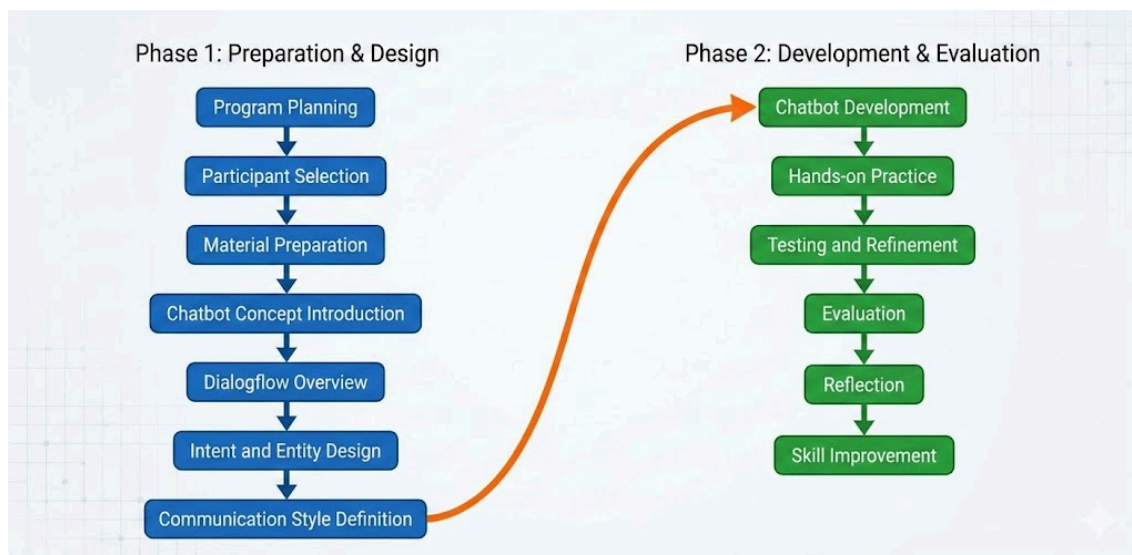 Phase 1: Preparation & Design
Program Planning
Participant Selection
Material Preparation
Chatbot Concept Introduction
Dialogflow Overview
Intent and Entity Design
Communication Style Definition
Phase 2: Development & Evaluation
Chatbot Development
Hands-on Practice
Testing and Refinement
Evaluation
Reflection
Skill Improvement